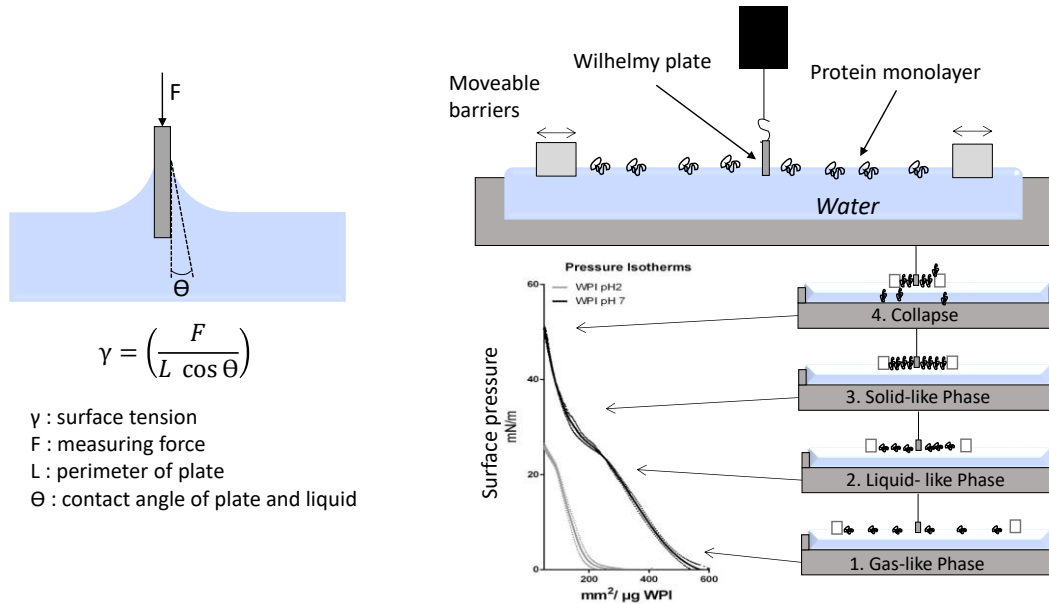 F
Ө
γ = (F / L cos Ө)
γ : surface tension
F : measuring force
L : perimeter of plate
Ө : contact angle of plate and liquid
Wilhelmy plate
Protein monolayer
Moveable
barriers
Water
Pressure Isotherms
WPI pH2
WPI pH 7
60
40
20
0
200
400
600
Surface pressure
mN/m
mm²/ µg WPI
4. Collapse
3. Solid-like Phase
2. Liquid- like Phase
1. Gas-like Phase